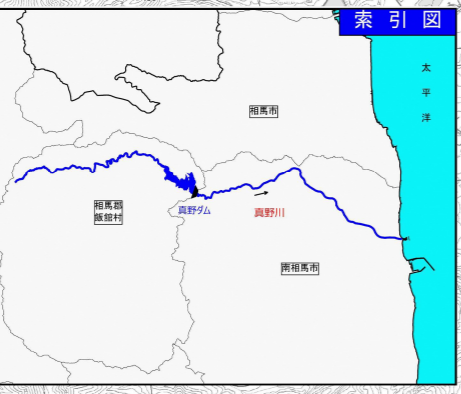 索引図
太平洋
相馬市
相馬郡
飯舘村
真野ダム
真野川
南相馬市